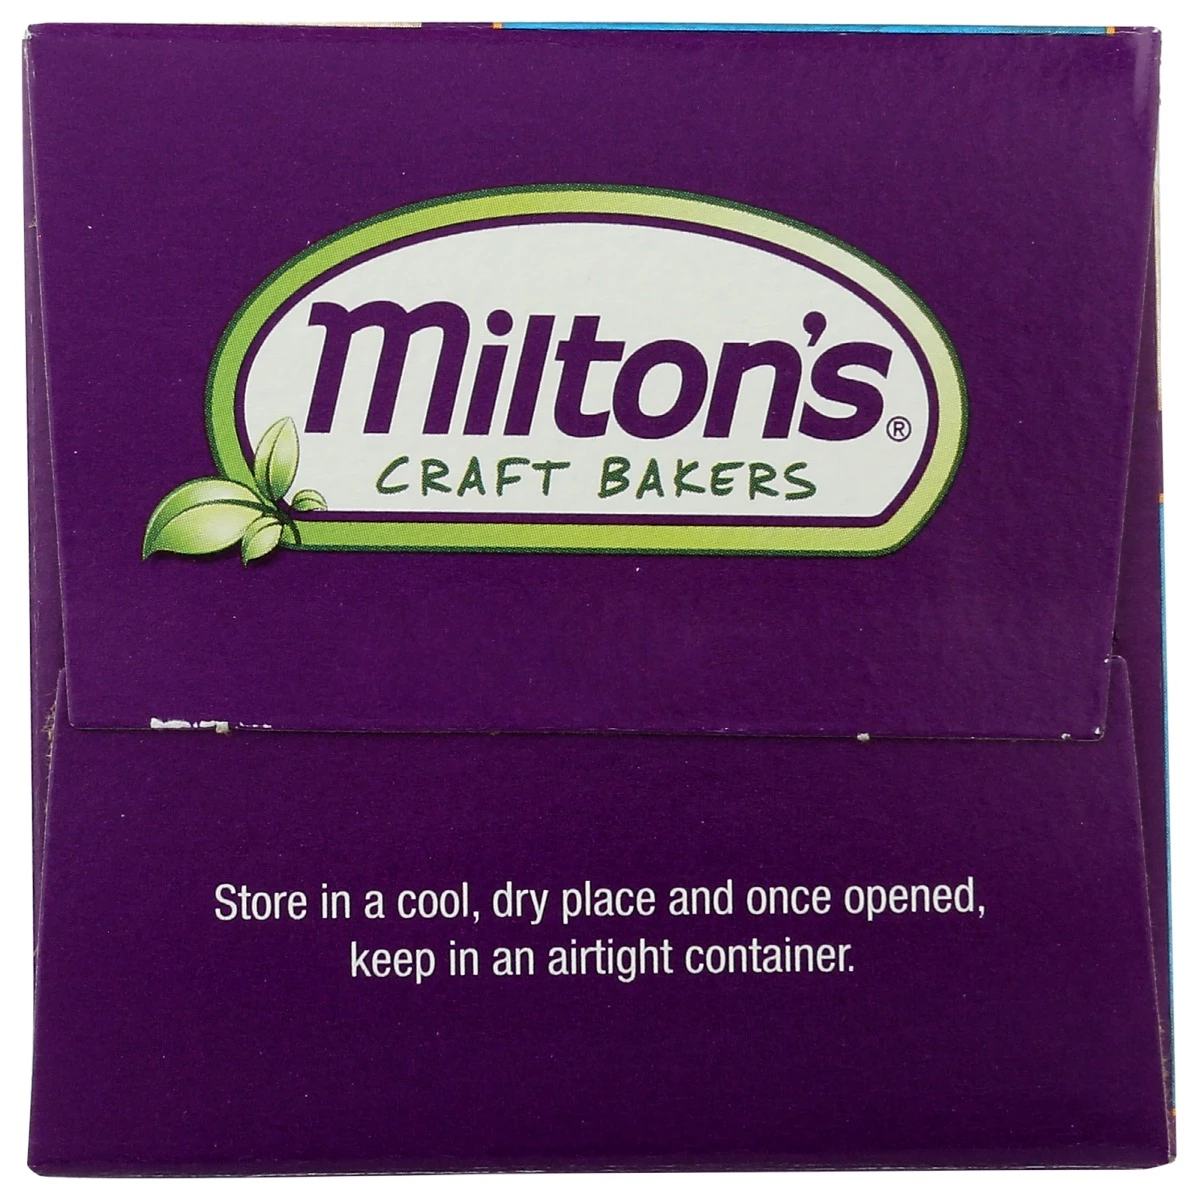 milton's®
CRAFT BAKERS
Store in a cool, dry place and once opened,
keep in an airtight container.